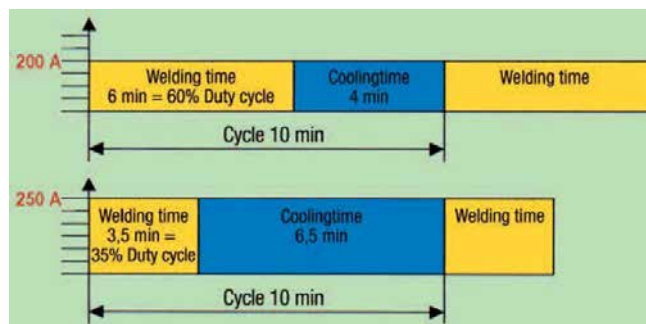 200 A
Welding time
6 min = 60% Duty cycle
Coolingtime
4 min
Welding time
Cycle 10 min
250 A
Welding time
3,5 min =
35% Duty cycle
Coolingtime
6,5 min
Welding time
Cycle 10 min